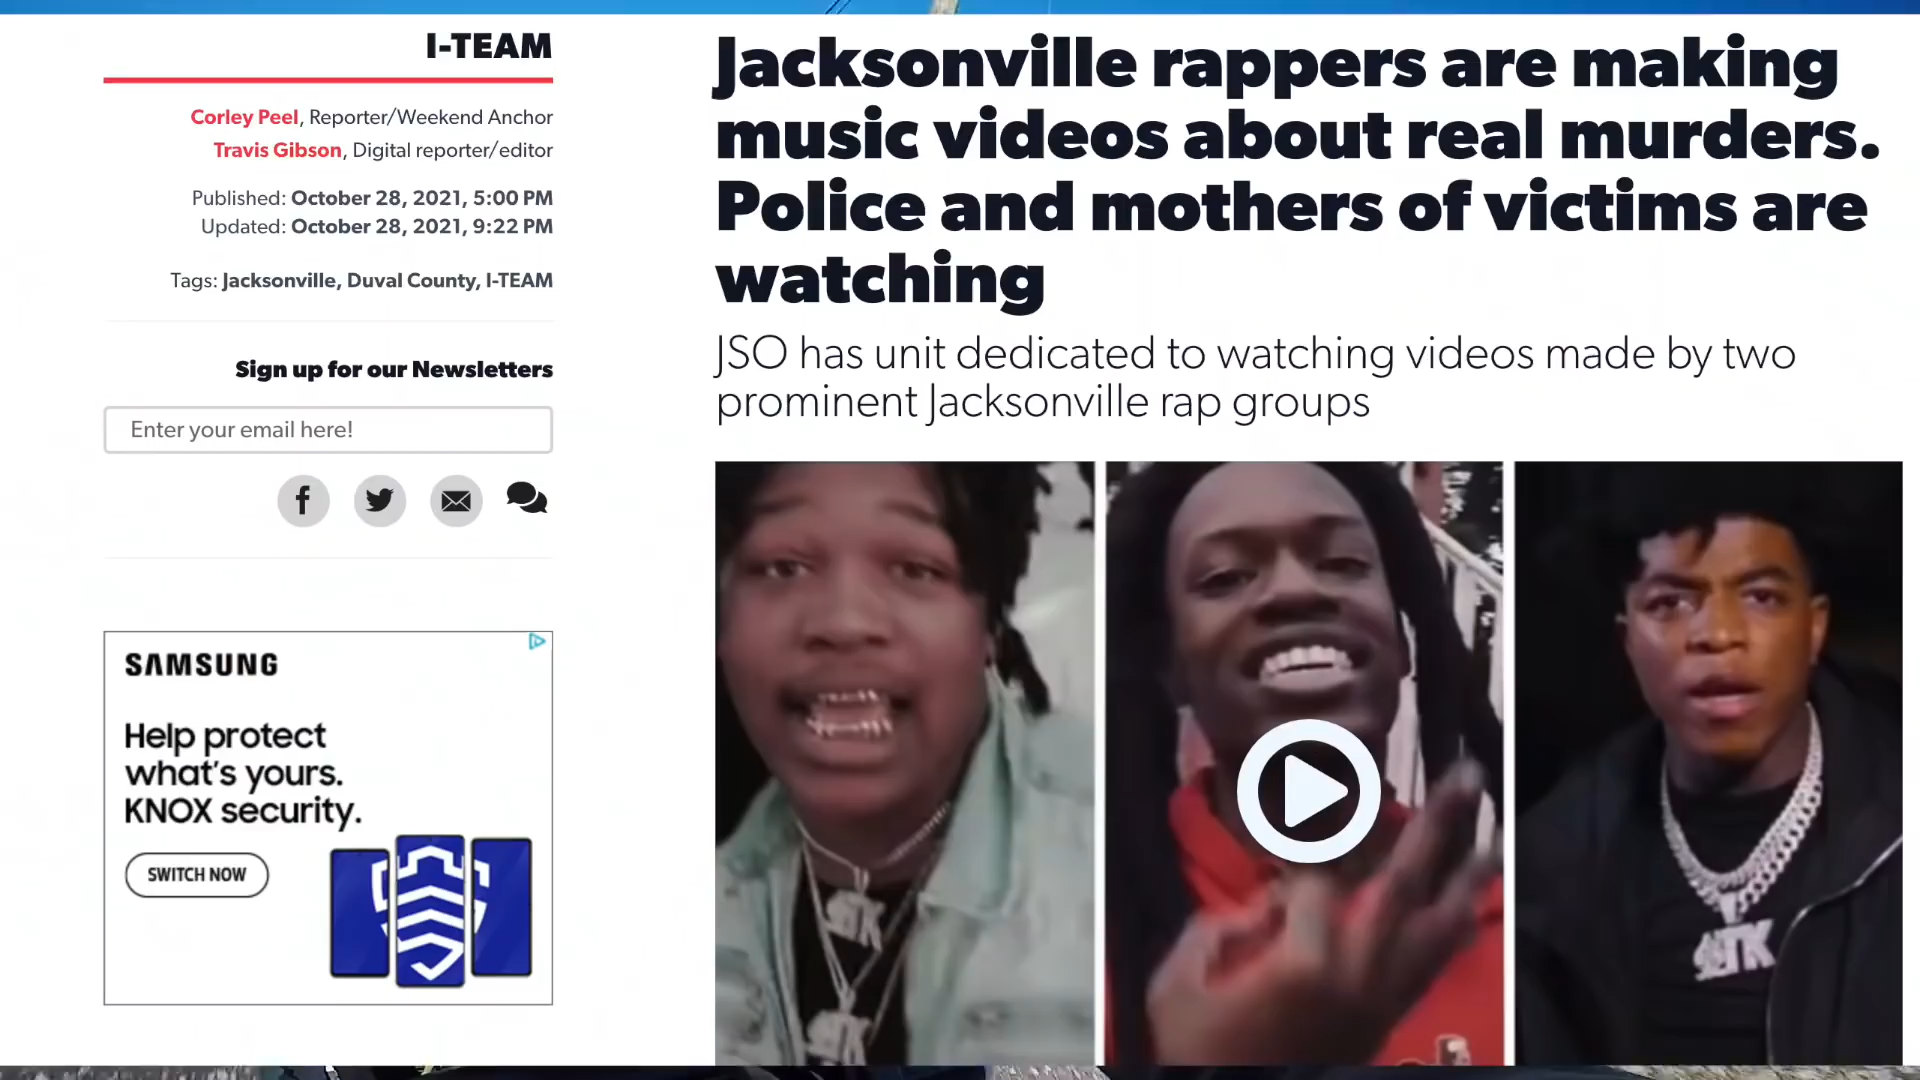 I-TEAM
Corley Peel, Reporter/Weekend Anchor
Travis Gibson, Digital reporter/editor
Published: October 28, 2021, 5:00 PM
Updated: October 28, 2021, 9:22 PM
Tags: Jacksonville, Duval County, I-TEAM
Sign up for our Newsletters
Enter your email here!
SAMSUNG
Help protect
what's yours.
KNOX security.
SWITCH NOW
Jacksonville rappers are making
music videos about real murders.
Police and mothers of victims are
watching
JSO has unit dedicated to watching videos made by two
prominent Jacksonville rap groups